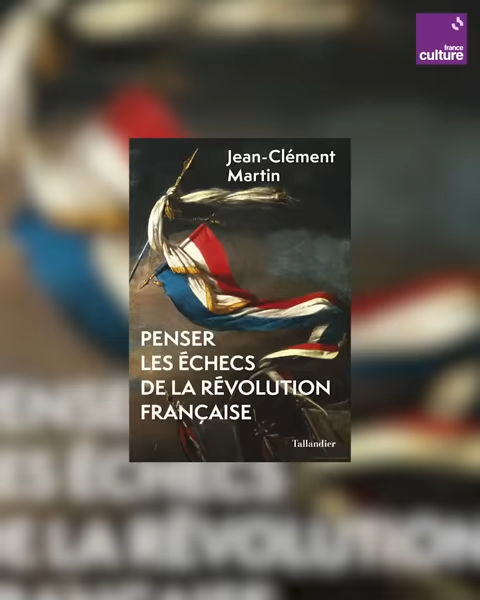 france
culture
Jean-Clément
Martin
PENSER
LES ÉCHECS
DE LA RÉVOLUTION
FRANÇAISE
Tallandier